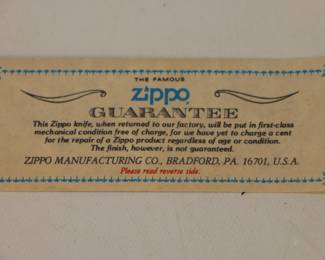 THE FAMOUS
zippo
GUARANTEE
This Zippo knife, when returned to our factory, will be put in first-class
mechanical condition free of charge, for we have yet to charge a cent
for the repair of a Zippo product regardless of age or condition.
The finish, however, is not guaranteed.
ZIPPO MANUFACTURING CO., BRADFORD, PA. 16701, U.S.A.
Please read reverse side.